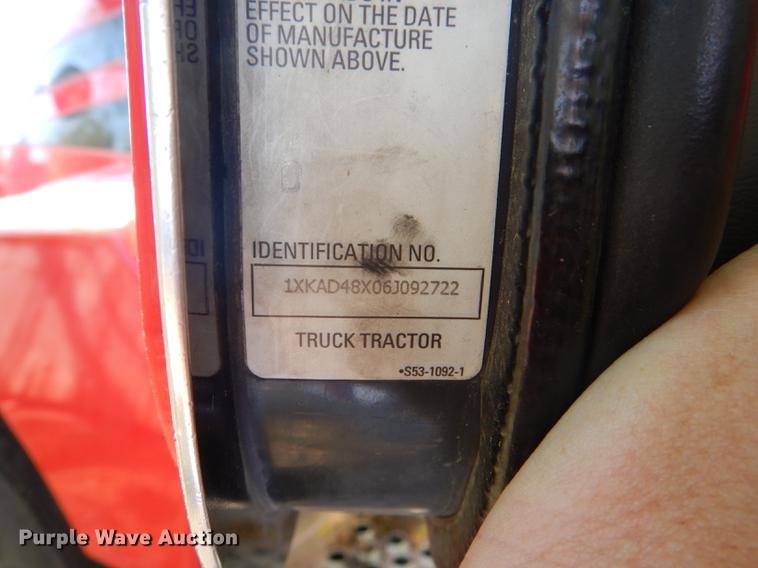 EFFECT ON THE DATE
OF MANUFACTURE
SHOWN ABOVE.
IDENTIFICATION NO.
1XKAD48X06J092722
TRUCK TRACTOR
•S53-1092-1
Purple Wave Auction®